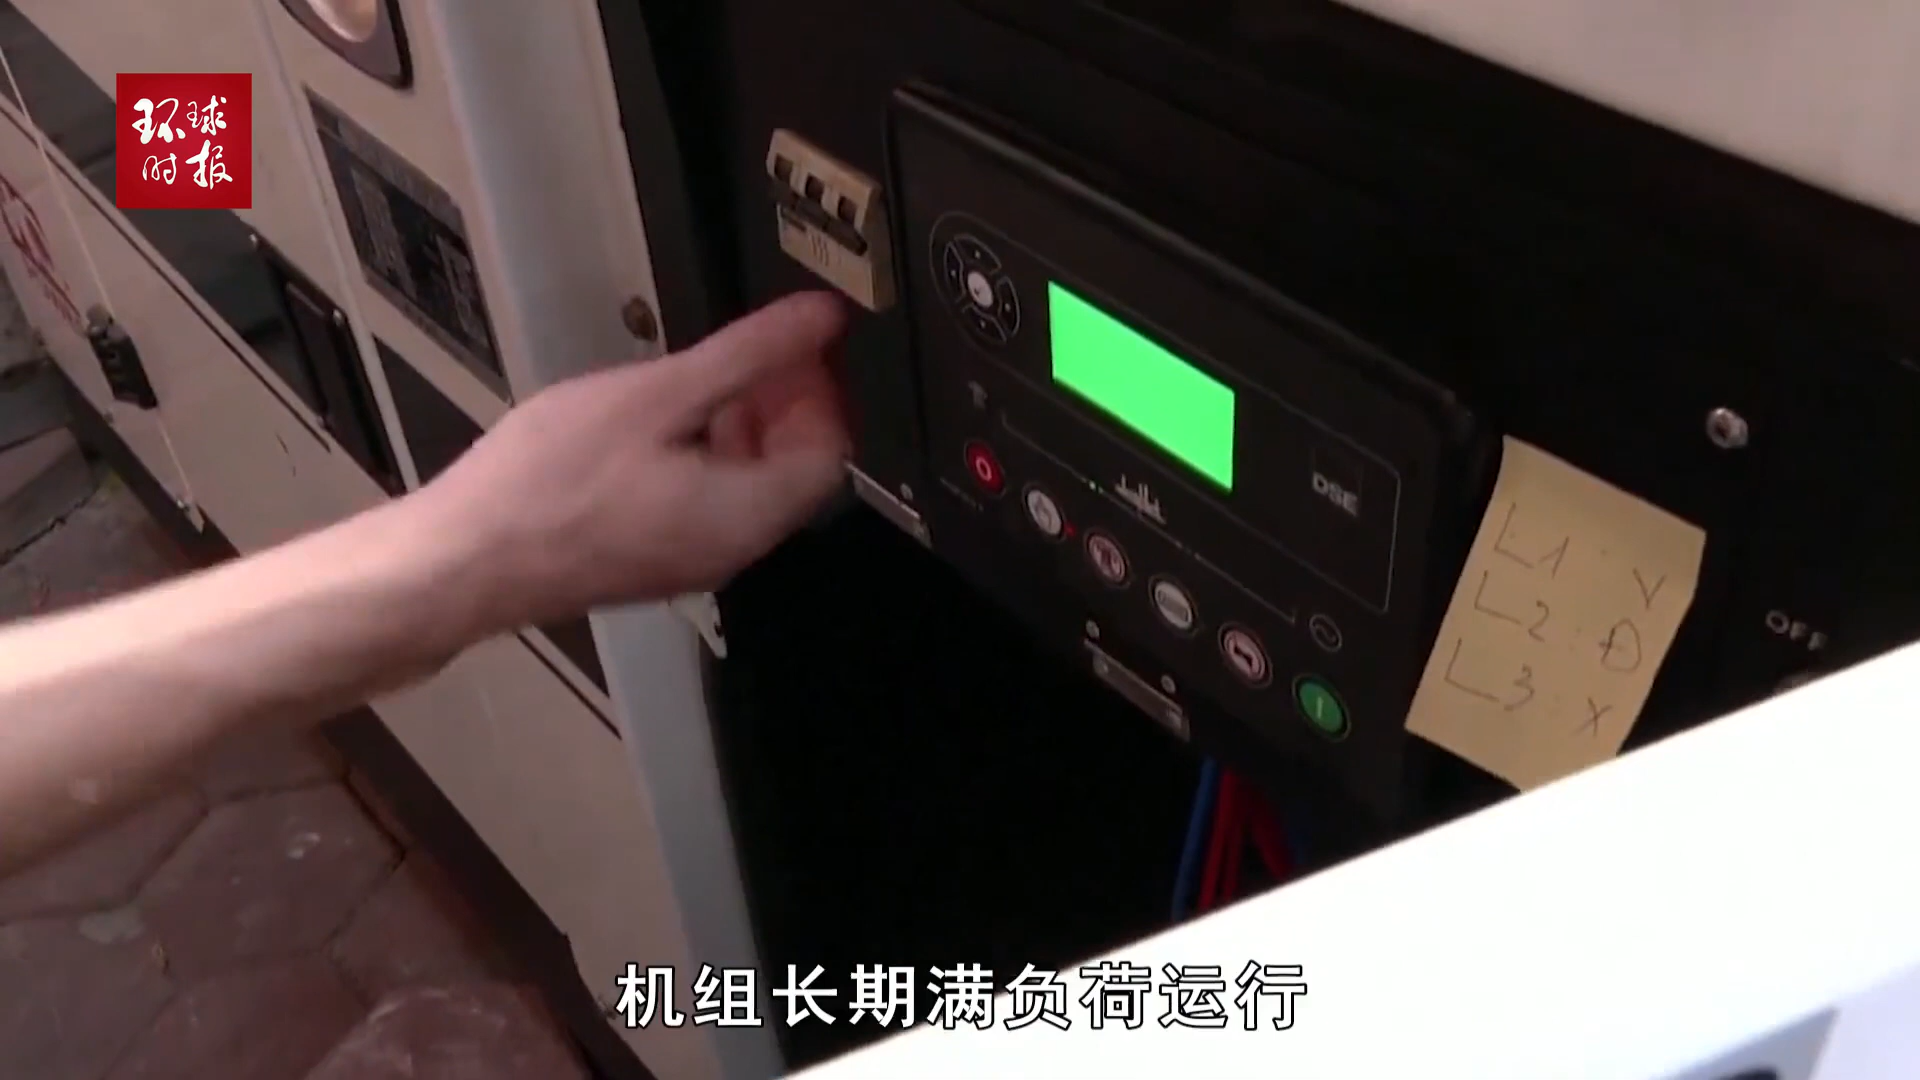 环球
时报
DSE
L1 : V
L2 : Ð
L3 : X
OFF
机组长期满负荷运行